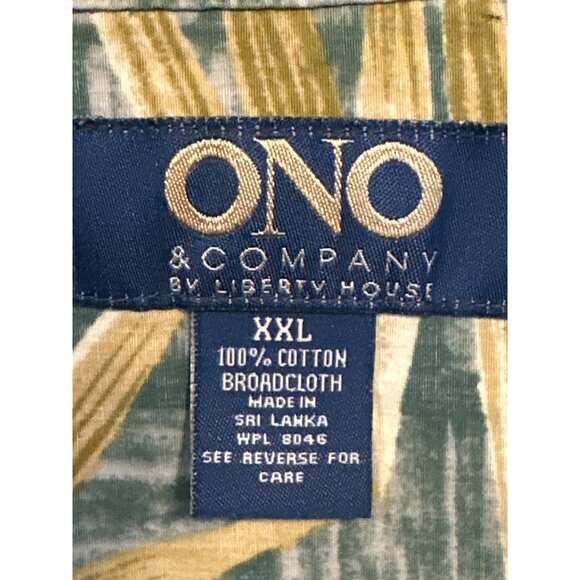 ONO
& COMPANY
BY LIBERTY HOUSE
XXL
100% COTTON
BROADCLOTH
MADE IN
SRI LANKA
WPL 8046
SEE REVERSE FOR
CARE